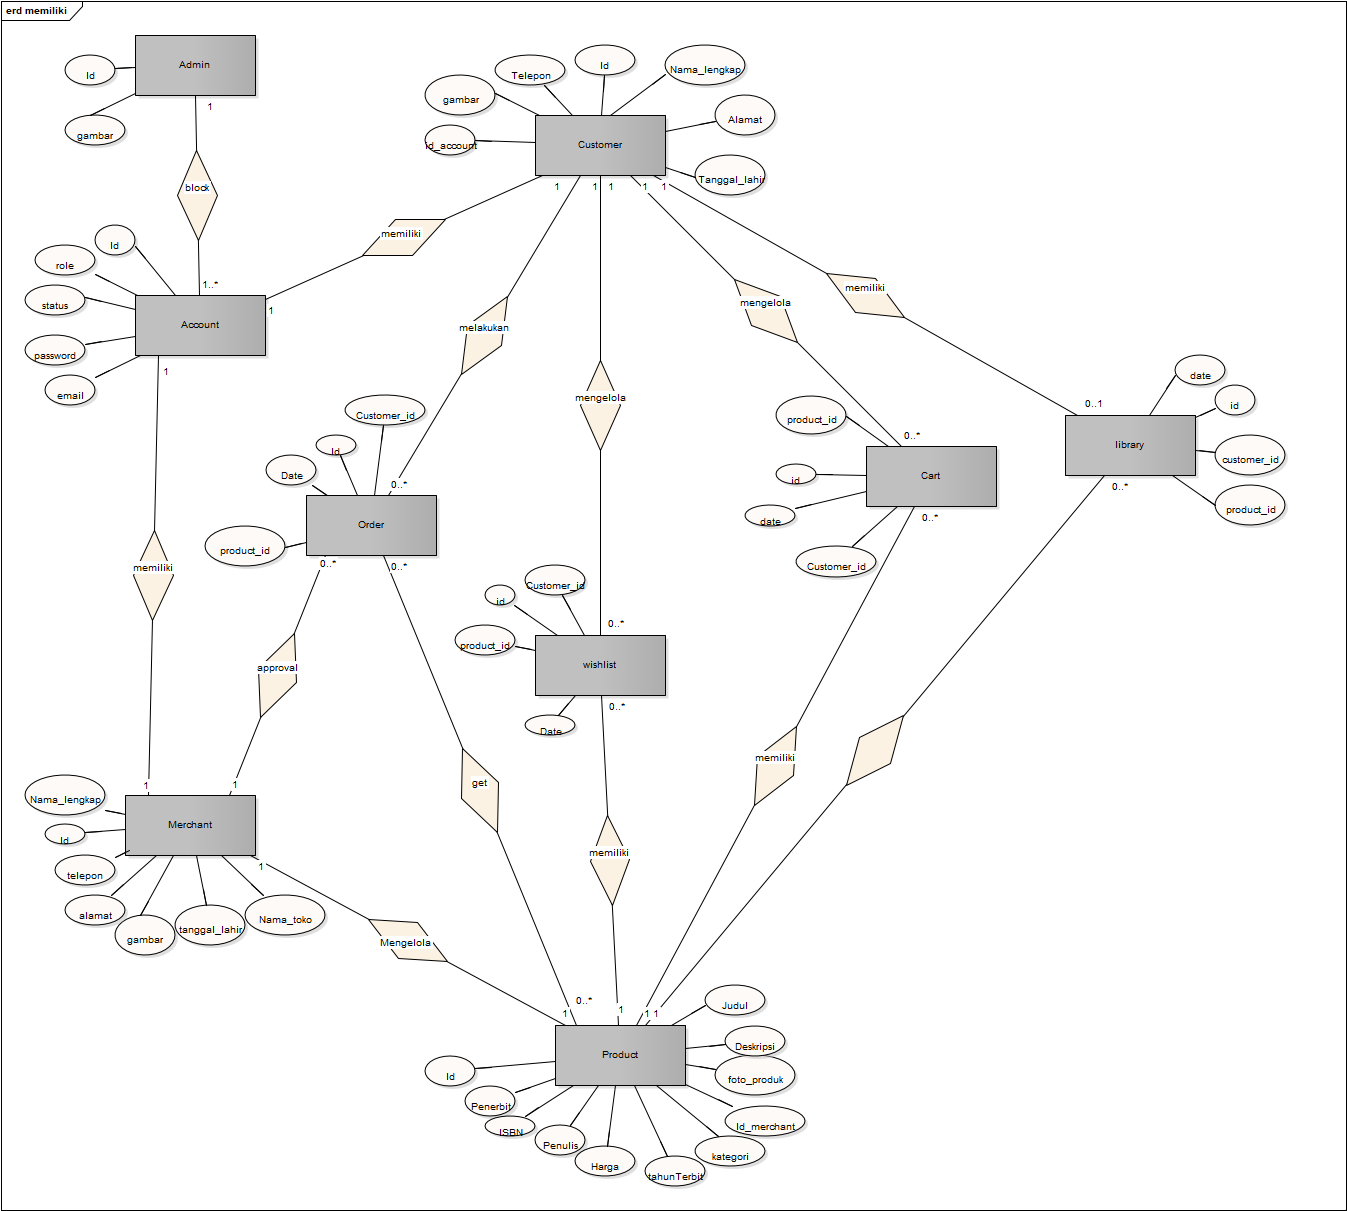 erd memiliki
Admin
Id
gambar
1
block
1..*
Customer
id_account
gambar
Telepon
Id
Nama_lengkap
Alamat
Tanggal_lahir
1
1
1
1
1
memiliki
1
Account
Id
role
status
password
email
1
melakukan
0..*
mengelola
0..*
mengelola
0..*
memiliki
0..1
library
date
id
customer_id
product_id
0..*
Cart
product_id
id
date
Customer_id
0..*
Order
Customer_id
Id
Date
product_id
0..*
0..*
memiliki
1
approval
1
wishlist
Customer_id
id
product_id
Date
0..*
get
0..*
memiliki
1
memiliki
1
1
Merchant
Nama_lengkap
Id
telepon
alamat
gambar
tanggal_lahir
Nama_toko
1
Mengelola
1
Product
Judul
Deskripsi
foto_produk
Id_merchant
kategori
tahunTerbit
Harga
Penulis
ISBN
Penerbit
Id